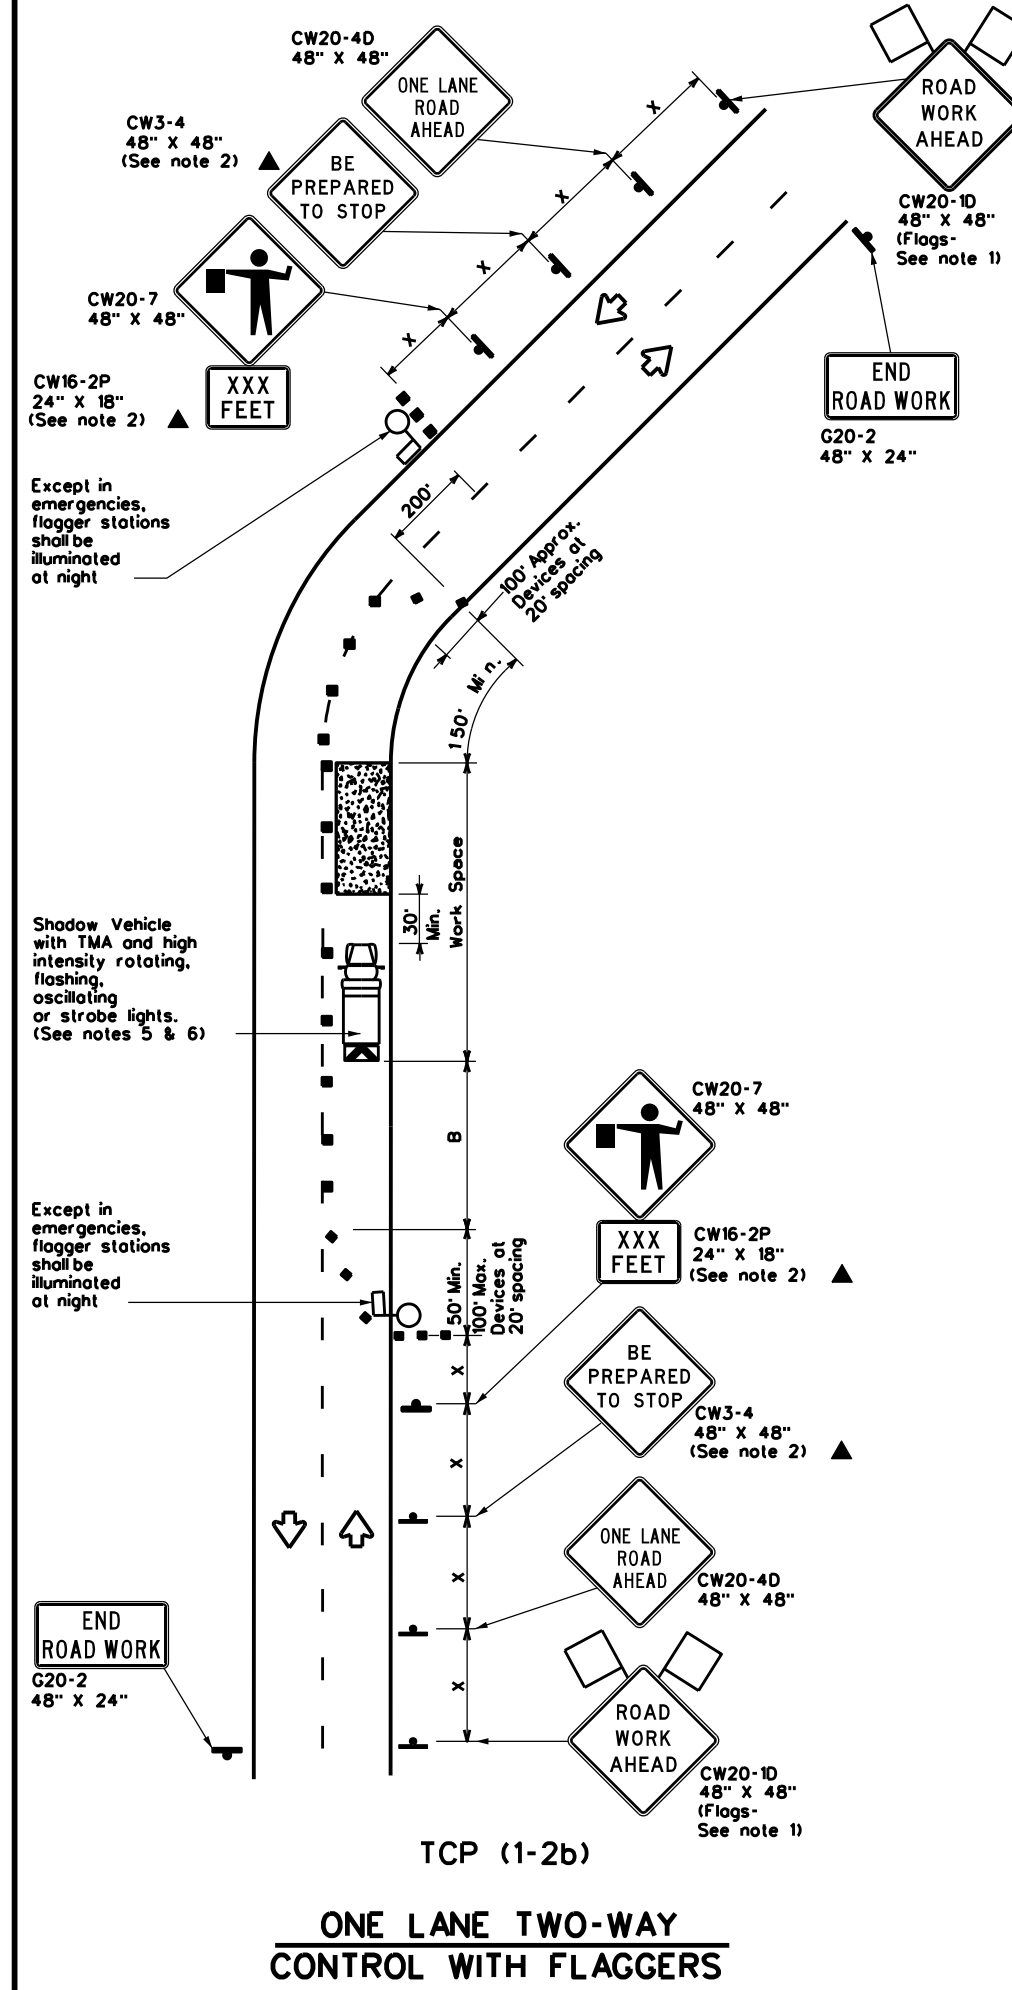 CW20-4D
48" X 48"
ONE LANE
ROAD
AHEAD
CW3-4
48" X 48"
(See note 2)
BE
PREPARED
TO STOP
CW20-7
48" X 48"
CW16-2P
24" X 18"
(See note 2)
XXX
FEET
X
X
X
X
ROAD
WORK
AHEAD
CW20-1D
48" X 48"
(Flags-
See note 1)
END
ROAD WORK
G20-2
48" X 24"
Except in
emergencies,
flagger stations
shall be
illuminated
at night
200'
100' Approx.
Devices at
20' spacing
150' Min.
Work Space
30'
Min.
Shadow Vehicle
with TMA and high
intensity rotating,
flashing,
oscillating
or strobe lights.
(See notes 5 & 6)
B
CW20-7
48" X 48"
XXX
FEET
CW16-2P
24" X 18"
(See note 2)
Except in
emergencies,
flagger stations
shall be
illuminated
at night
50' Min.
100' Max.
Devices at
20' spacing
X
X
X
X
BE
PREPARED
TO STOP
CW3-4
48" X 48"
(See note 2)
ONE LANE
ROAD
AHEAD
CW20-4D
48" X 48"
END
ROAD WORK
G20-2
48" X 24"
ROAD
WORK
AHEAD
CW20-1D
48" X 48"
(Flags-
See note 1)
TCP (1-2b)
ONE LANE TWO-WAY
CONTROL WITH FLAGGERS